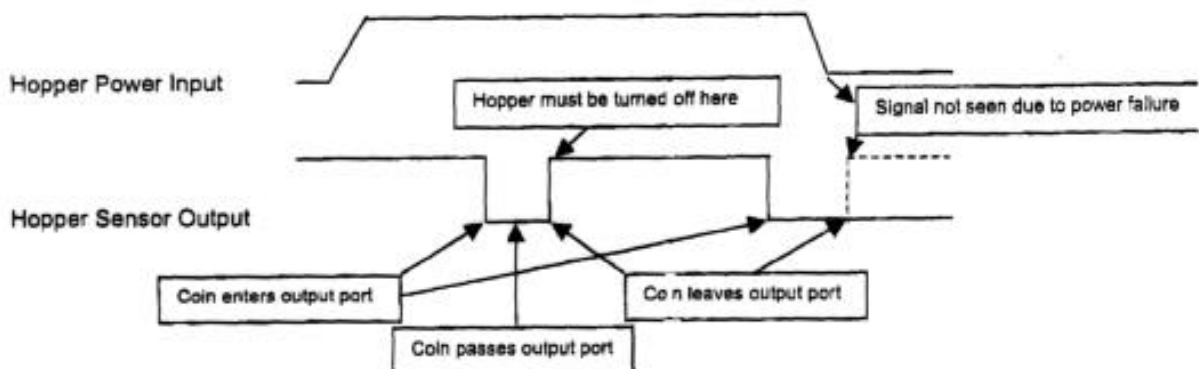 Hopper Power Input
Hopper must be turned off here
Signal not seen due to power failure
Hopper Sensor Output
Coin enters output port
Co n leaves output port
Coin passes output port